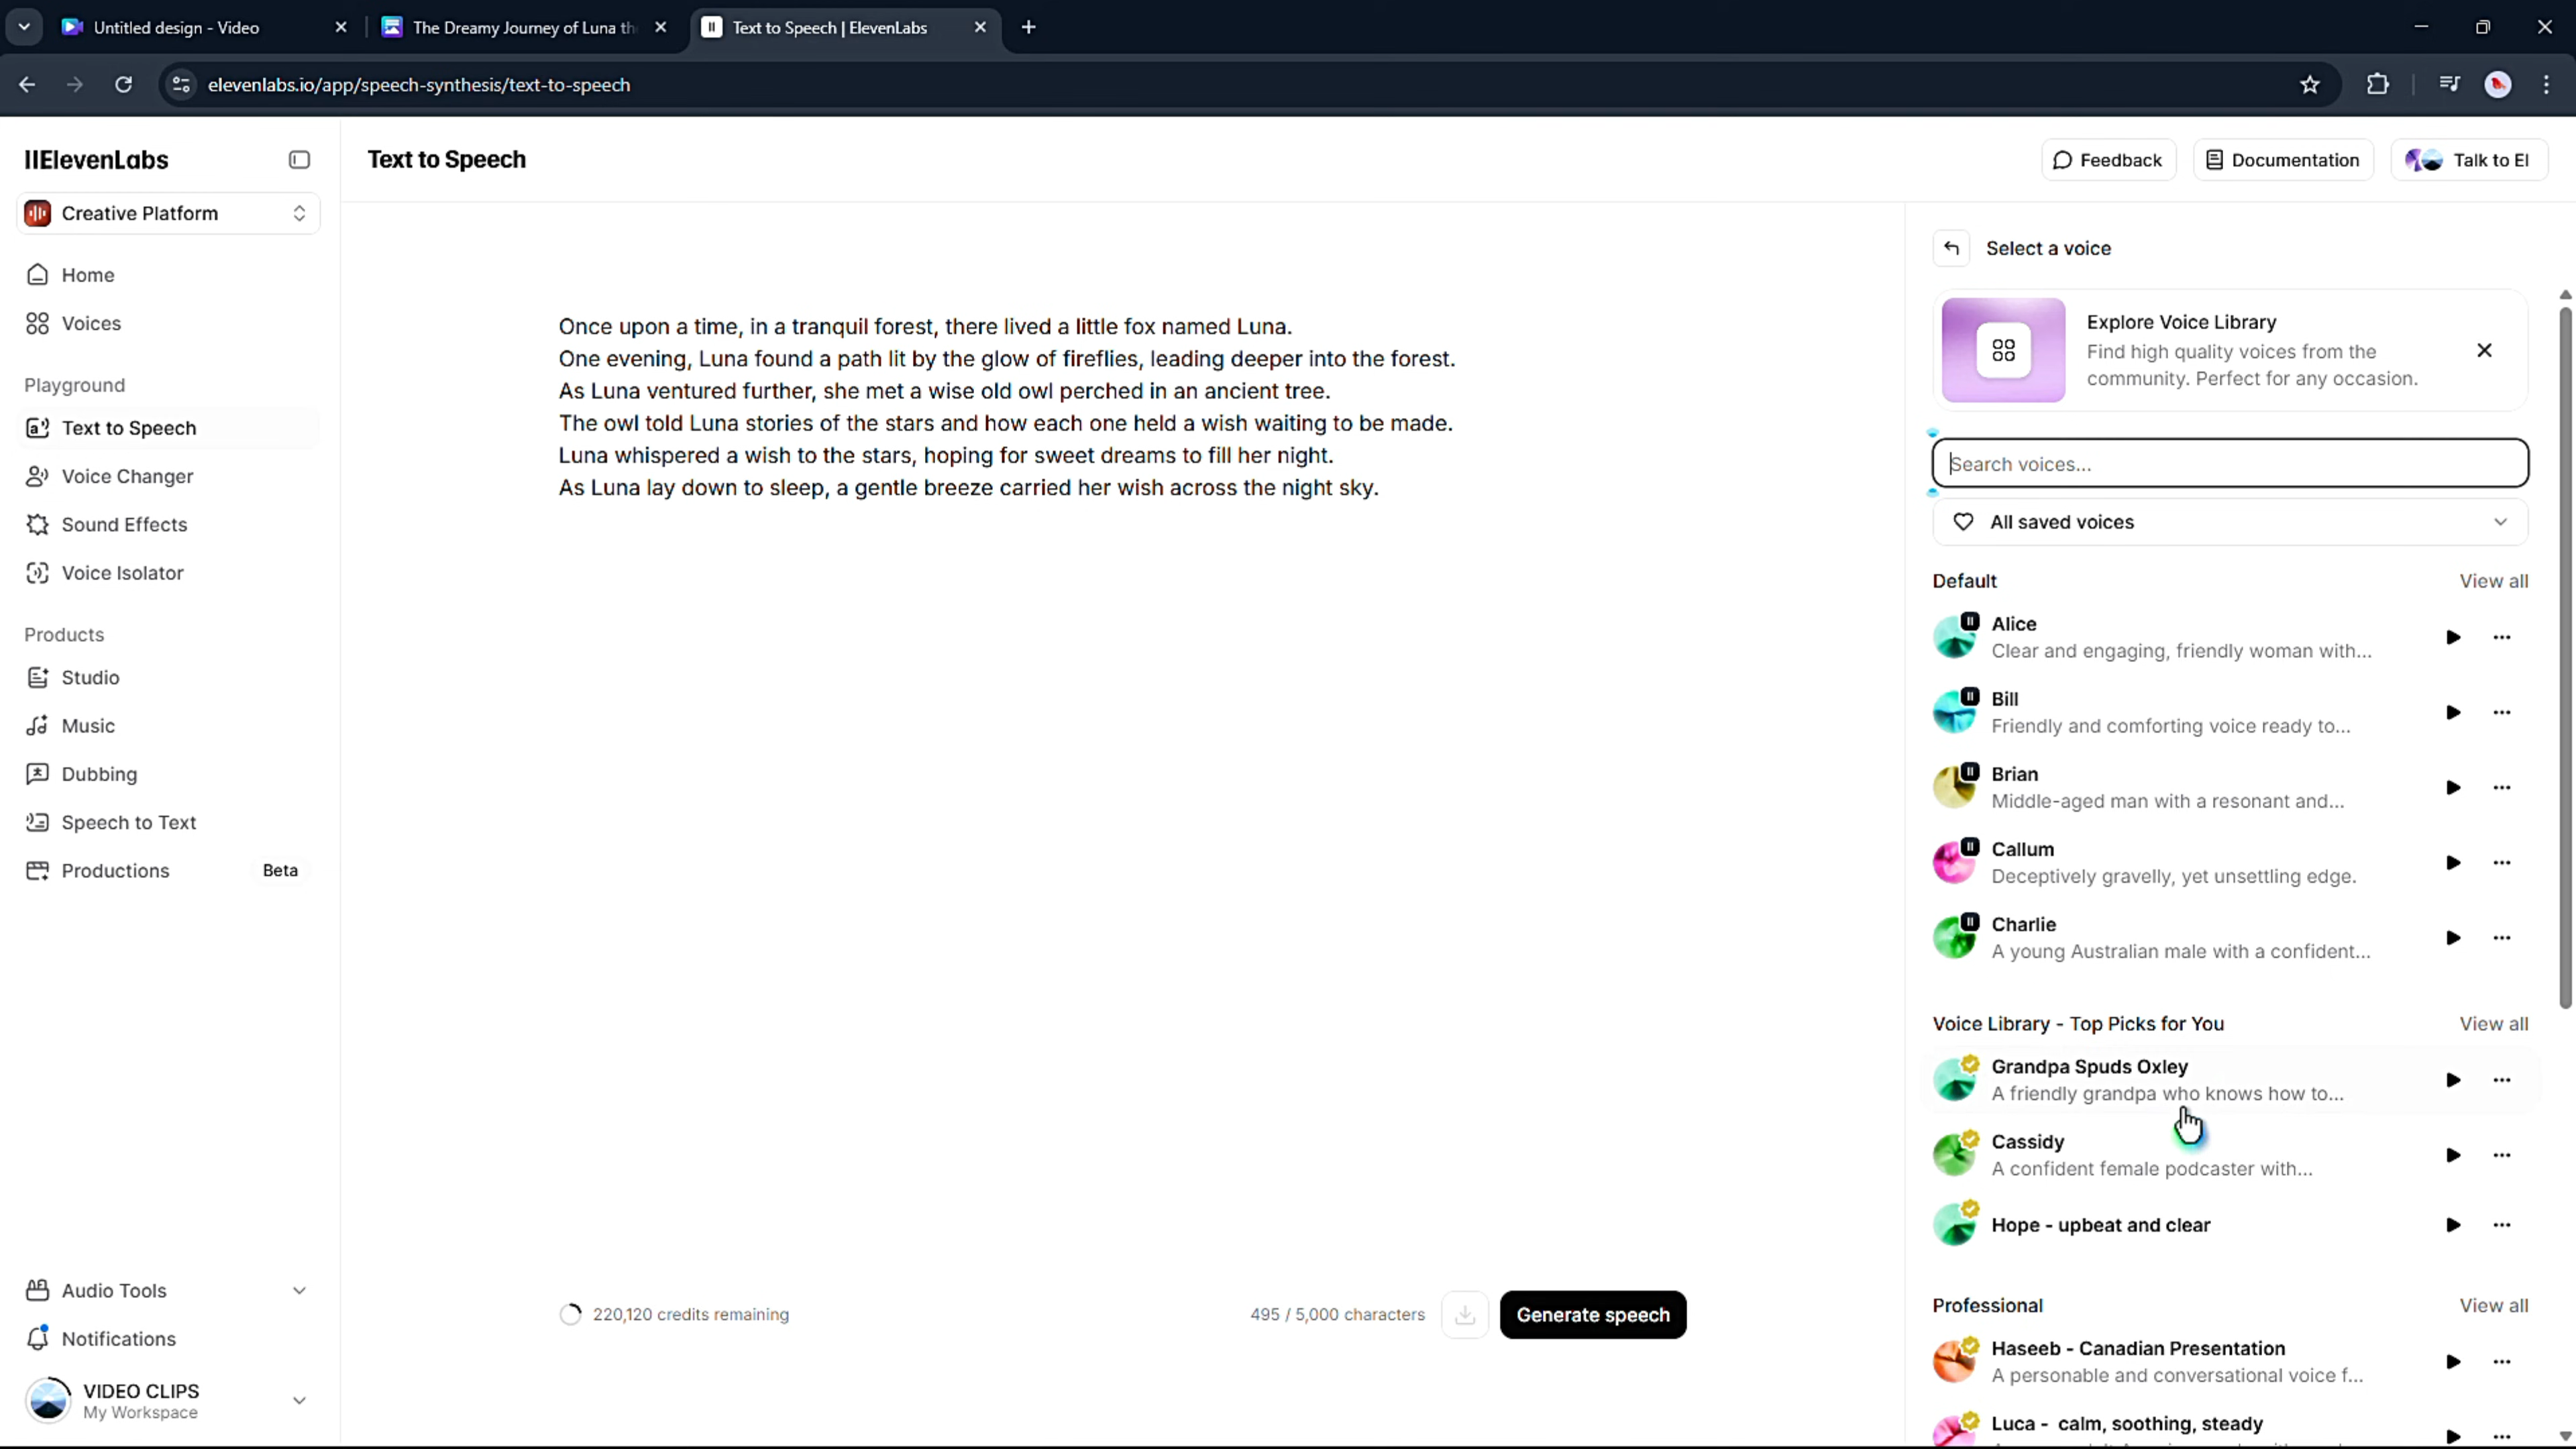 Untitled design - Video
The Dreamy Journey of Luna th
Text to Speech | ElevenLabs
elevenlabs.io/app/speech-synthesis/text-to-speech
IIElevenLabs
Creative Platform
Home
Voices
Playground
Text to Speech
Voice Changer
Sound Effects
Voice Isolator
Products
Studio
Music
Dubbing
Speech to Text
Productions Beta
Audio Tools
Notifications
VIDEO CLIPS
My Workspace
Text to Speech
Feedback
Documentation
Talk to El
Once upon a time, in a tranquil forest, there lived a little fox named Luna.
One evening, Luna found a path lit by the glow of fireflies, leading deeper into the forest.
As Luna ventured further, she met a wise old owl perched in an ancient tree.
The owl told Luna stories of the stars and how each one held a wish waiting to be made.
Luna whispered a wish to the stars, hoping for sweet dreams to fill her night.
As Luna lay down to sleep, a gentle breeze carried her wish across the night sky.
220,120 credits remaining
495 / 5,000 characters
Generate speech
Select a voice
Explore Voice Library
Find high quality voices from the
community. Perfect for any occasion.
Search voices...
All saved voices
Default View all
Alice
Clear and engaging, friendly woman with...
Bill
Friendly and comforting voice ready to...
Brian
Middle-aged man with a resonant and...
Callum
Deceptively gravelly, yet unsettling edge.
Charlie
A young Australian male with a confident...
Voice Library - Top Picks for You View all
Grandpa Spuds Oxley
A friendly grandpa who knows how to...
Cassidy
A confident female podcaster with...
Hope - upbeat and clear
Professional View all
Haseeb - Canadian Presentation
A personable and conversational voice f...
Luca - calm, soothing, steady